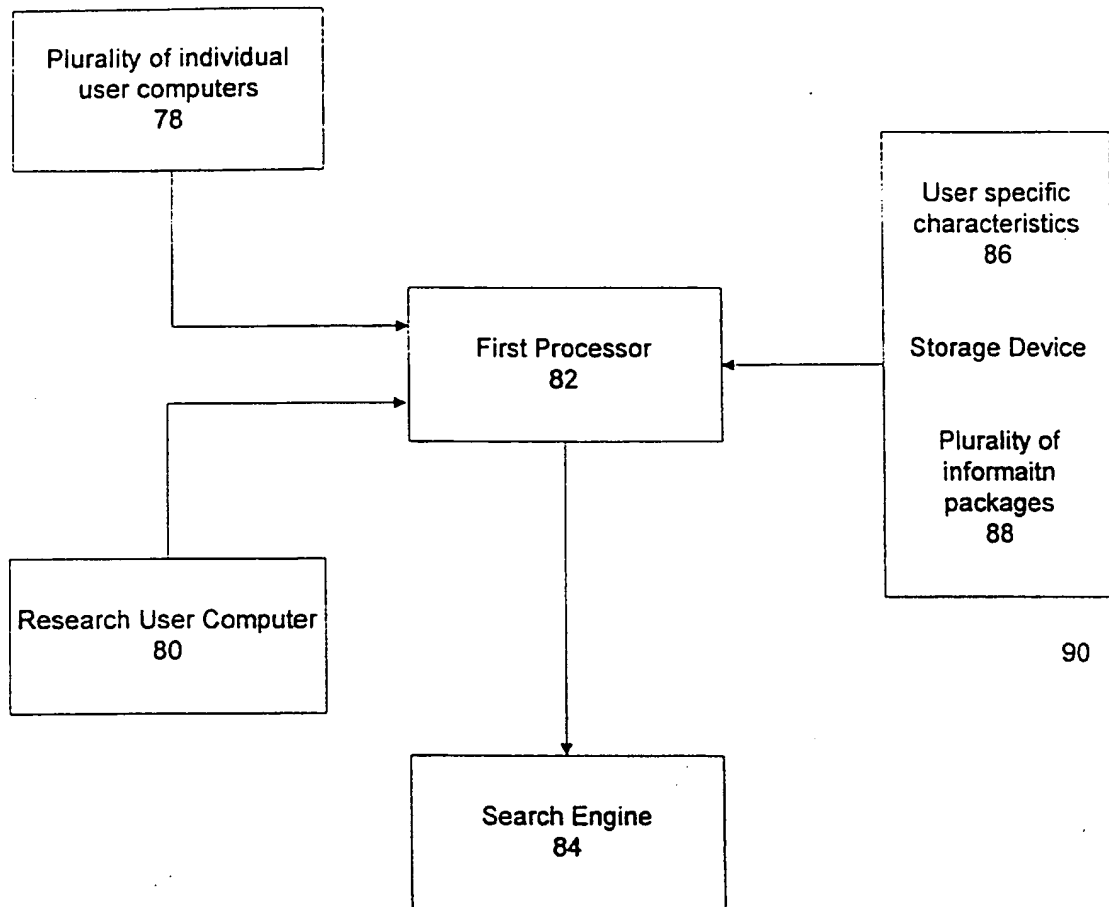 Plurality of individual
user computers
78
User specific
characteristics
86
First Processor
82
Storage Device
Plurality of
informaitn
packages
88
Research User Computer
80
90
Search Engine
84